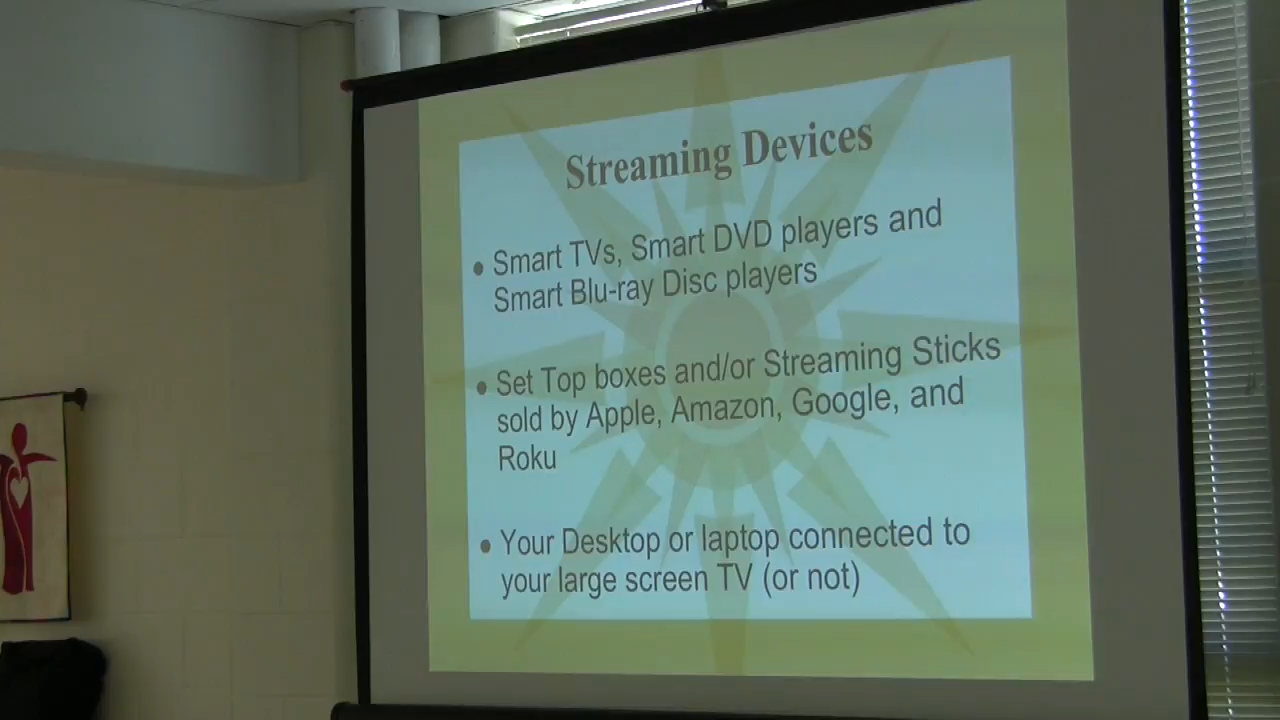 Streaming Devices
• Smart TVs, Smart DVD players and
Smart Blu-ray Disc players
• Set Top boxes and/or Streaming Sticks
sold by Apple, Amazon, Google, and
Roku
• Your Desktop or laptop connected to
your large screen TV (or not)